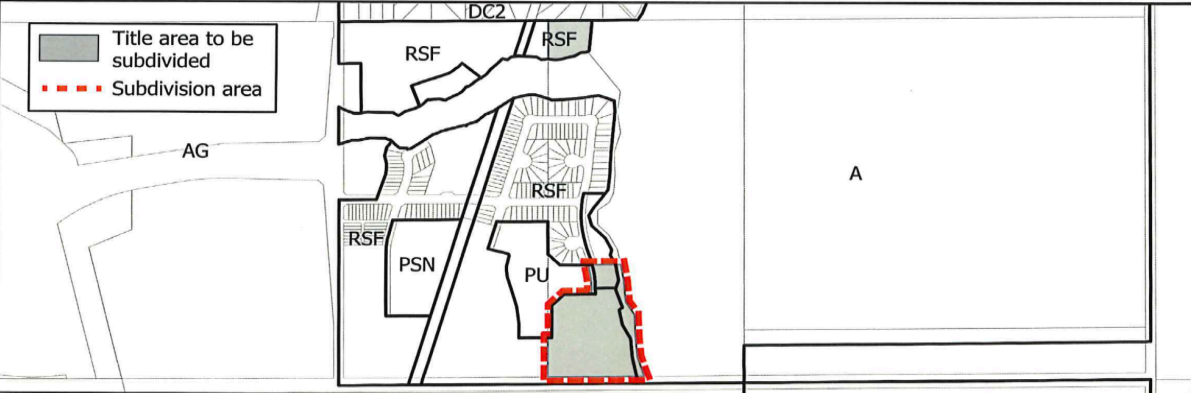 DC2
RSF
RSF
Title area to be
subdivided
Subdivision area
AG
A
RSF
RSF
PSN
PU